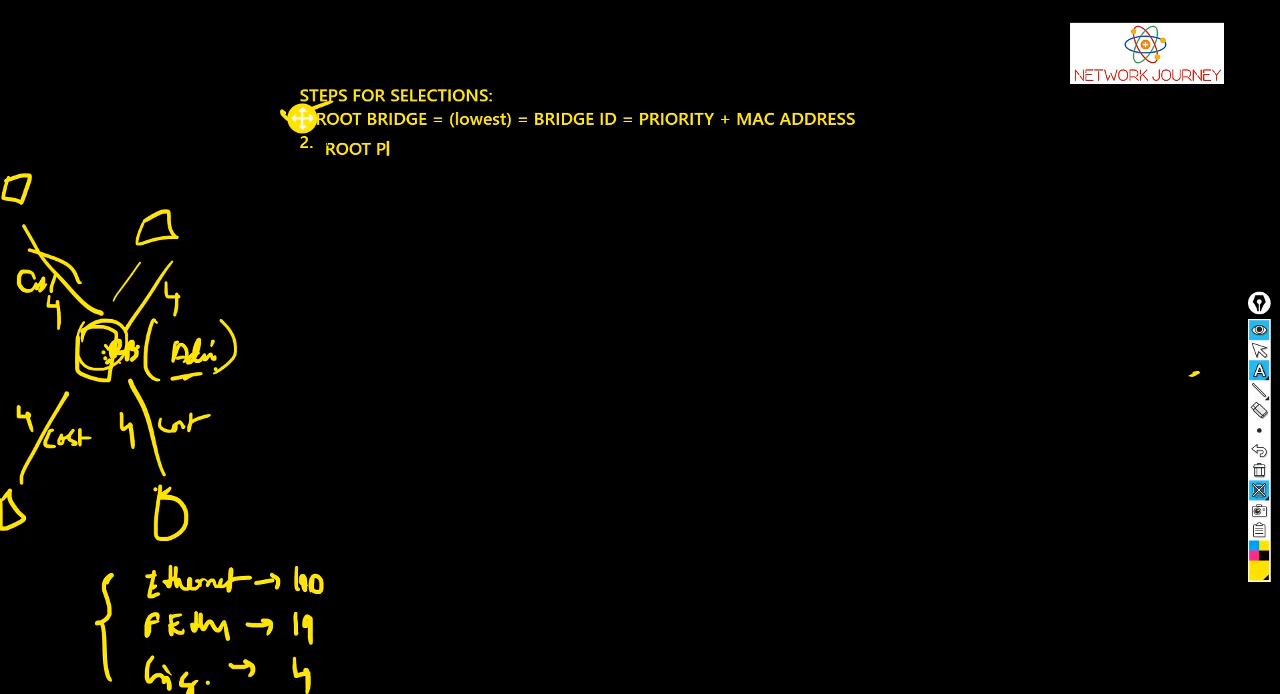 NETWORK JOURNEY
STEPS FOR SELECTIONS:
ROOT BRIDGE = (lowest) = BRIDGE ID = PRIORITY + MAC ADDRESS
2. ROOT P
4
4
4
Cost
4
Cost
Ethernet → 100
F Eth → 19
Gig. → 4